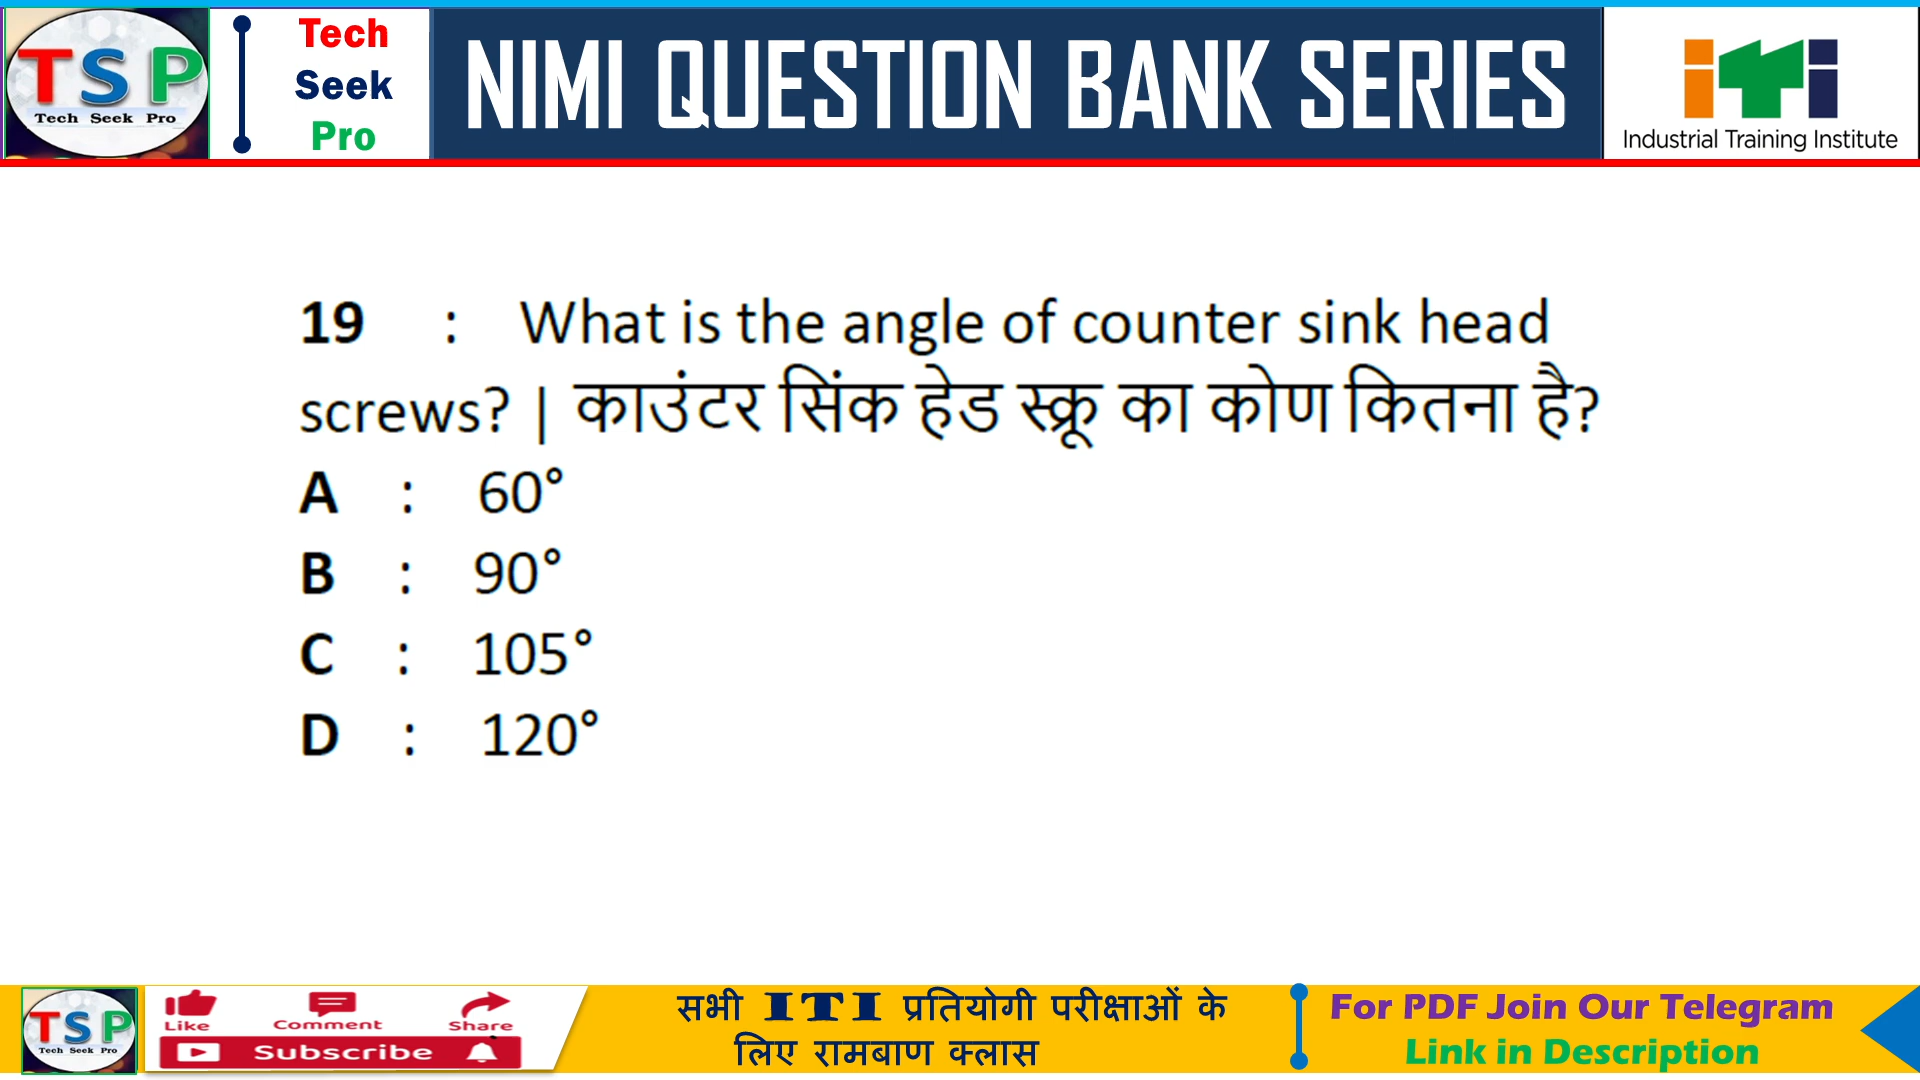 TSP
Tech Seek Pro
Tech
Seek
Pro
NIMI QUESTION BANK SERIES
iTi
Industrial Training Institute
19 : What is the angle of counter sink head
screws? | काउंटर सिंक हेड स्क्रू का कोण कितना है?
A : 60°
B : 90°
C : 105°
D : 120°
TSP
Tech Seek Pro
Like Comment Share
Subscribe
सभी ITI प्रतियोगी परीक्षाओं के
लिए रामबाण क्लास
For PDF Join Our Telegram
Link in Description